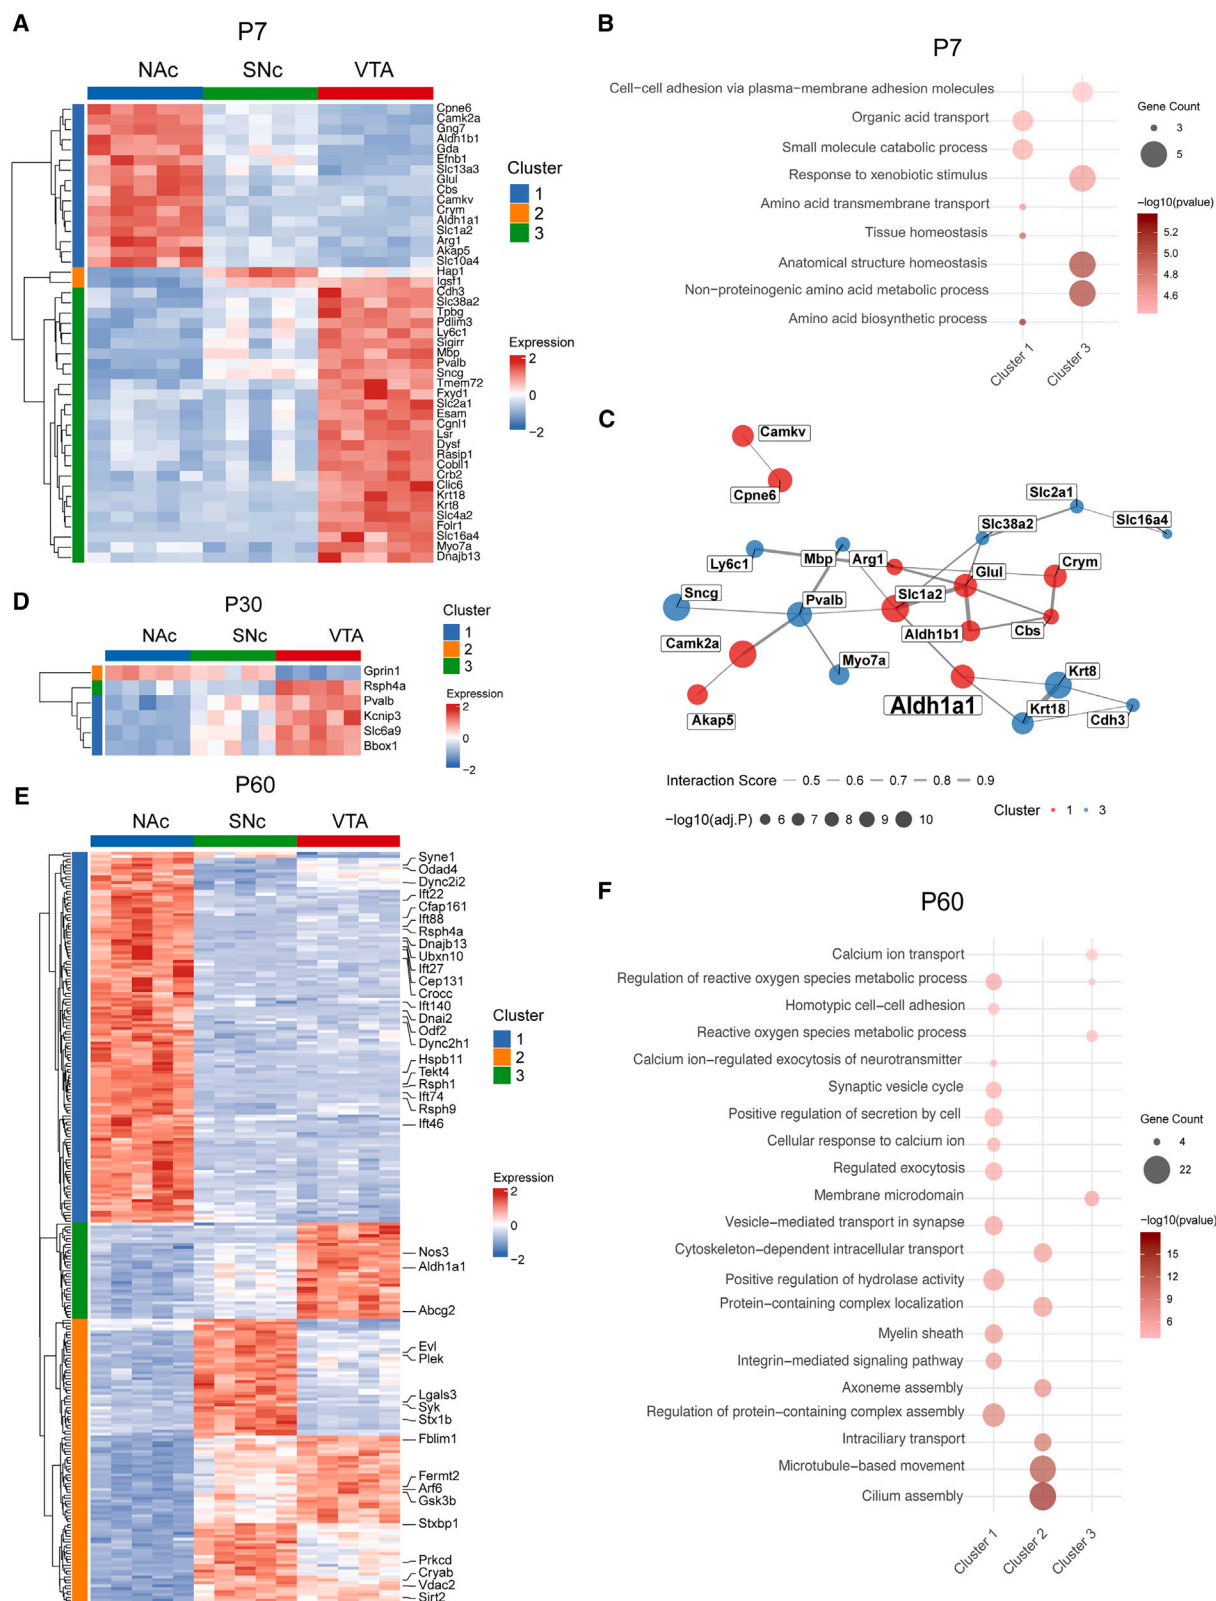 A
P7
NAc
SNc
VTA
Cpne6
Camk2a
Gng7
Aldh1b1
Gda
Efnb1
Slc13a3
Glul
Cbs
Camkv
Crym
Aldh1a1
Slc1a2
Arg1
Akap5
Slc10a4
Hap1
Igsf1
Cdh3
Slc38a2
Tpbg
Pdlim3
Ly6c1
Sigirr
Mbp
Pvalb
Sncg
Tmem72
Fxyd1
Slc2a1
Esam
Cgnl1
Lsr
Dysf
Rasip1
Cobll1
Crb2
Clic6
Krt18
Krt8
Slc4a2
Folr1
Slc16a4
Myo7a
Dnajb13
Cluster
1
2
3
Expression
2
0
−2
B
P7
Cell−cell adhesion via plasma−membrane adhesion molecules
Organic acid transport
Small molecule catabolic process
Response to xenobiotic stimulus
Amino acid transmembrane transport
Tissue homeostasis
Anatomical structure homeostasis
Non−proteinogenic amino acid metabolic process
Amino acid biosynthetic process
Cluster 1
Cluster 3
Gene Count
3
5
−log10(pvalue)
5.2
4.8
4.6
C
Camkv
Cpne6
Slc2a1
Slc38a2
Slc16a4
Ly6c1
Mbp
Arg1
Glul
Crym
Sncg
Pvalb
Slc1a2
Camk2a
Aldh1b1
Cbs
Myo7a
Krt8
Akap5
Aldh1a1
Krt18
Cdh3
Interaction Score 0.5 0.6 0.7 0.8 0.9
−log10(adj.P) 6 7 8 9 10
Cluster 1 3
D
P30
NAc
SNc
VTA
Gprin1
Rsph4a
Pvalb
Kcnip3
Slc6a9
Bbox1
Cluster
1
2
3
Expression
2
0
−2
E
P60
NAc
SNc
VTA
Syne1
Odad4
Dync2i2
Ift22
Cfap161
Ift88
Rsph4a
Dnajb13
Ubxn10
Ift27
Cep131
Crocc
Ift140
Dnai2
Odf2
Dync2h1
Hspb11
Tekt4
Rsph1
Ift74
Rsph9
Ift46
Nos3
Aldh1a1
Abcg2
Evl
Plek
Lgals3
Syk
Stx1b
Fblim1
Fermt2
Arf6
Gsk3b
Stxbp1
Prkcd
Cryab
Vdac2
Sirt2
Cluster
1
2
3
Expression
2
0
−2
F
P60
Calcium ion transport
Regulation of reactive oxygen species metabolic process
Homotypic cell−cell adhesion
Reactive oxygen species metabolic process
Calcium ion−regulated exocytosis of neurotransmitter
Synaptic vesicle cycle
Positive regulation of secretion by cell
Cellular response to calcium ion
Regulated exocytosis
Membrane microdomain
Vesicle−mediated transport in synapse
Cytoskeleton−dependent intracellular transport
Positive regulation of hydrolase activity
Protein−containing complex localization
Myelin sheath
Integrin−mediated signaling pathway
Axoneme assembly
Regulation of protein−containing complex assembly
Intraciliary transport
Microtubule−based movement
Cilium assembly
Cluster 1
Cluster 2
Cluster 3
Gene Count
4
22
−log10(pvalue)
15
12
9
6